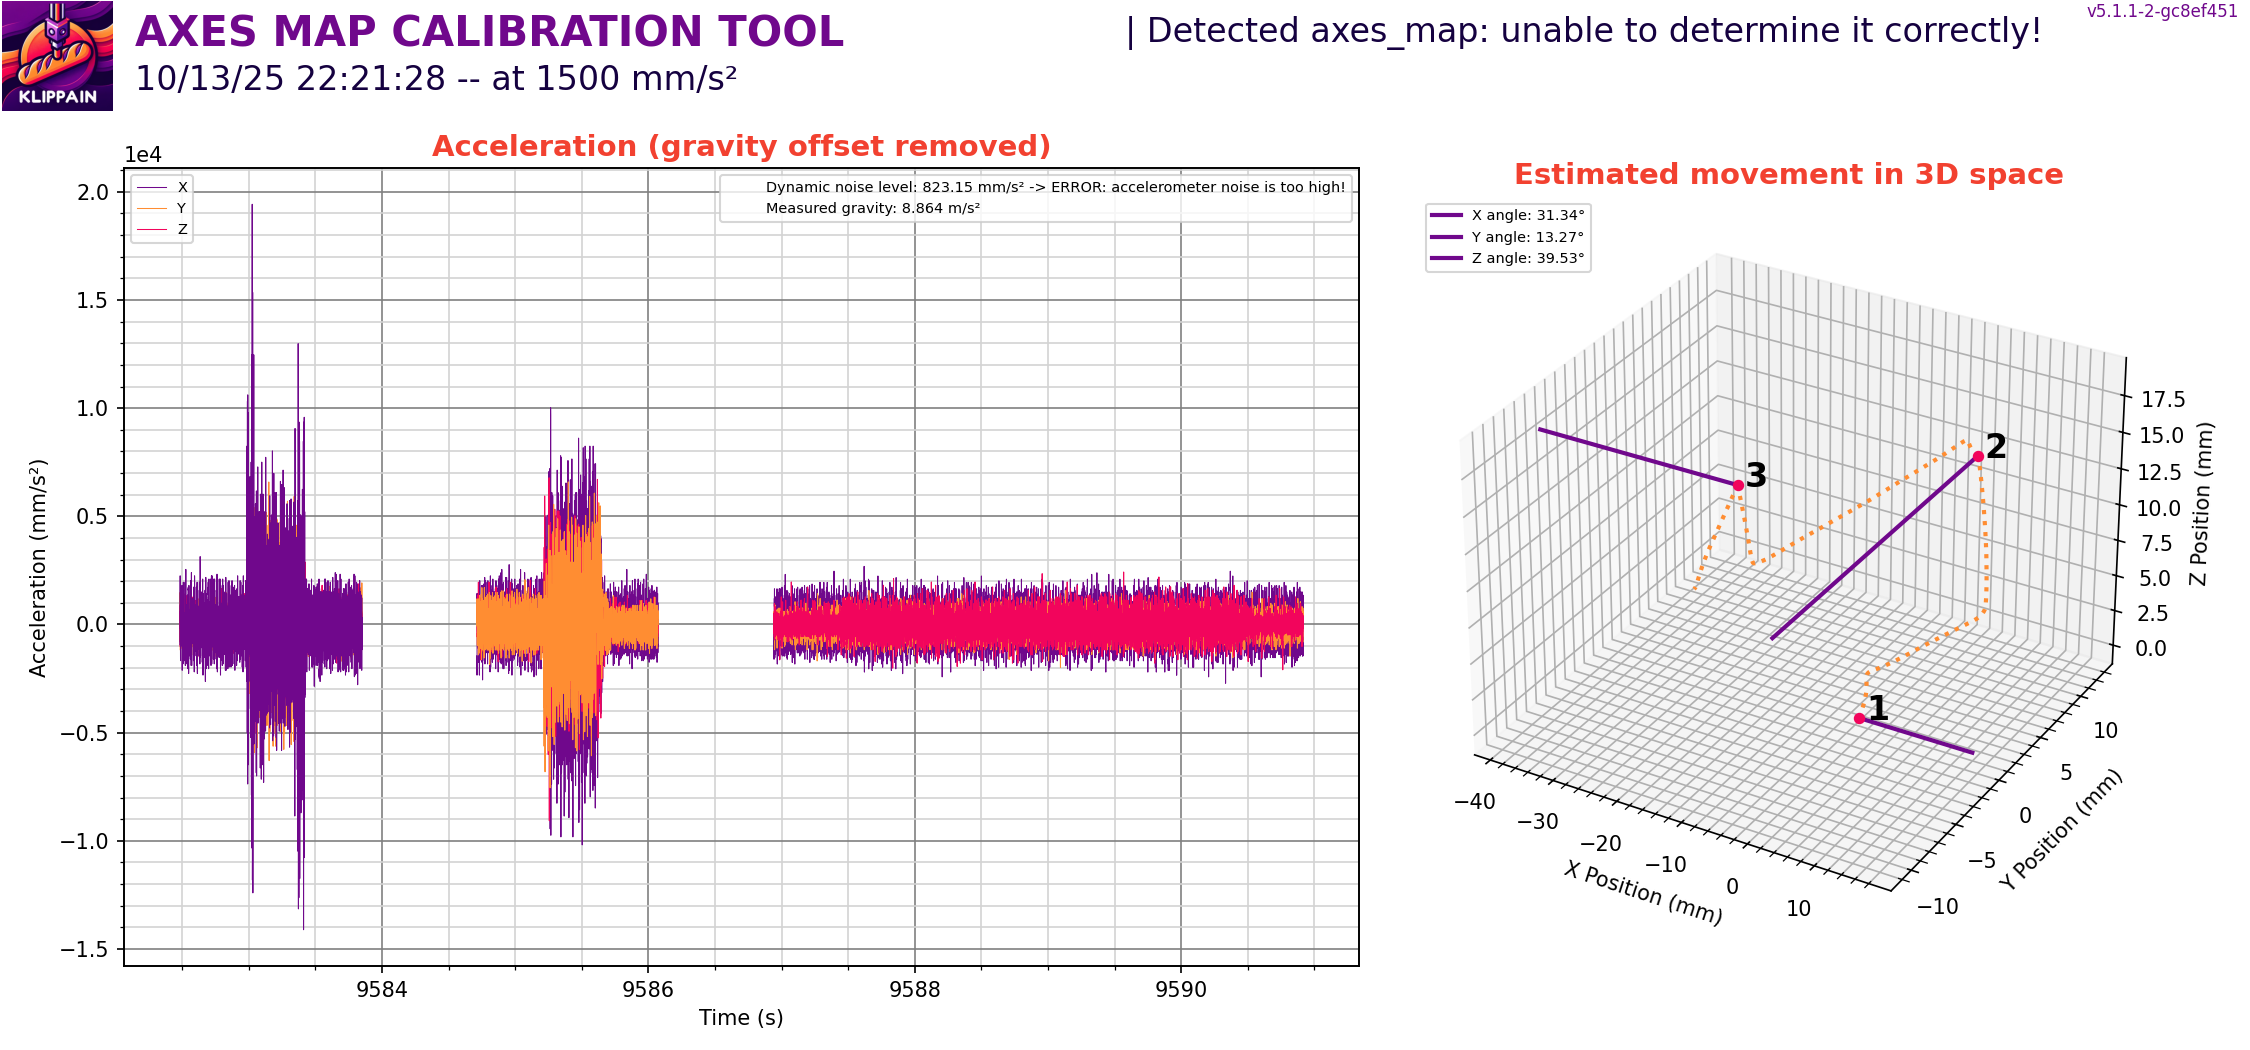 AXES MAP CALIBRATION TOOL
| Detected axes_map: unable to determine it correctly!
v5.1.1-2-gc8ef451
KLIPPAIN
10/13/25 22:21:28 -- at 1500 mm/s²
Acceleration (gravity offset removed)
1e4
X
Y
Z
Dynamic noise level: 823.15 mm/s² -> ERROR: accelerometer noise is too high!
Measured gravity: 8.864 m/s²
2.0
1.5
1.0
0.5
0.0
−0.5
−1.0
−1.5
Acceleration (mm/s²)
9584
9586
9588
9590
Time (s)
Estimated movement in 3D space
X angle: 31.34°
Y angle: 13.27°
Z angle: 39.53°
1
2
3
17.5
15.0
12.5
10.0
7.5
5.0
2.5
0.0
Z Position (mm)
10
5
0
−5
−10
Y Position (mm)
−40
−30
−20
−10
0
10
X Position (mm)